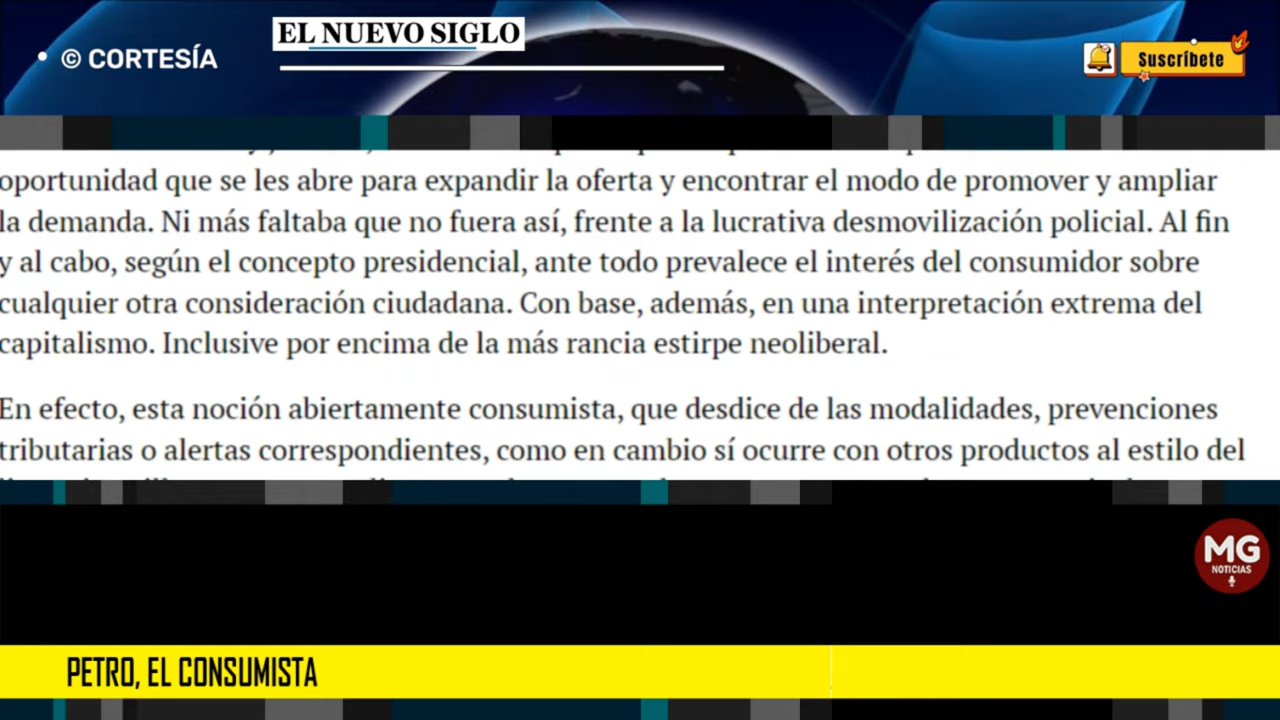 EL NUEVO SIGLO
• © CORTESÍA
Suscríbete
oportunidad que se les abre para expandir la oferta y encontrar el modo de promover y ampliar
la demanda. Ni más faltaba que no fuera así, frente a la lucrativa desmovilización policial. Al fin
y al cabo, según el concepto presidencial, ante todo prevalece el interés del consumidor sobre
cualquier otra consideración ciudadana. Con base, además, en una interpretación extrema del
capitalismo. Inclusive por encima de la más rancia estirpe neoliberal.
En efecto, esta noción abiertamente consumista, que desdice de las modalidades, prevenciones
tributarias o alertas correspondientes, como en cambio sí ocurre con otros productos al estilo del
MG
NOTICIAS
PETRO, EL CONSUMISTA